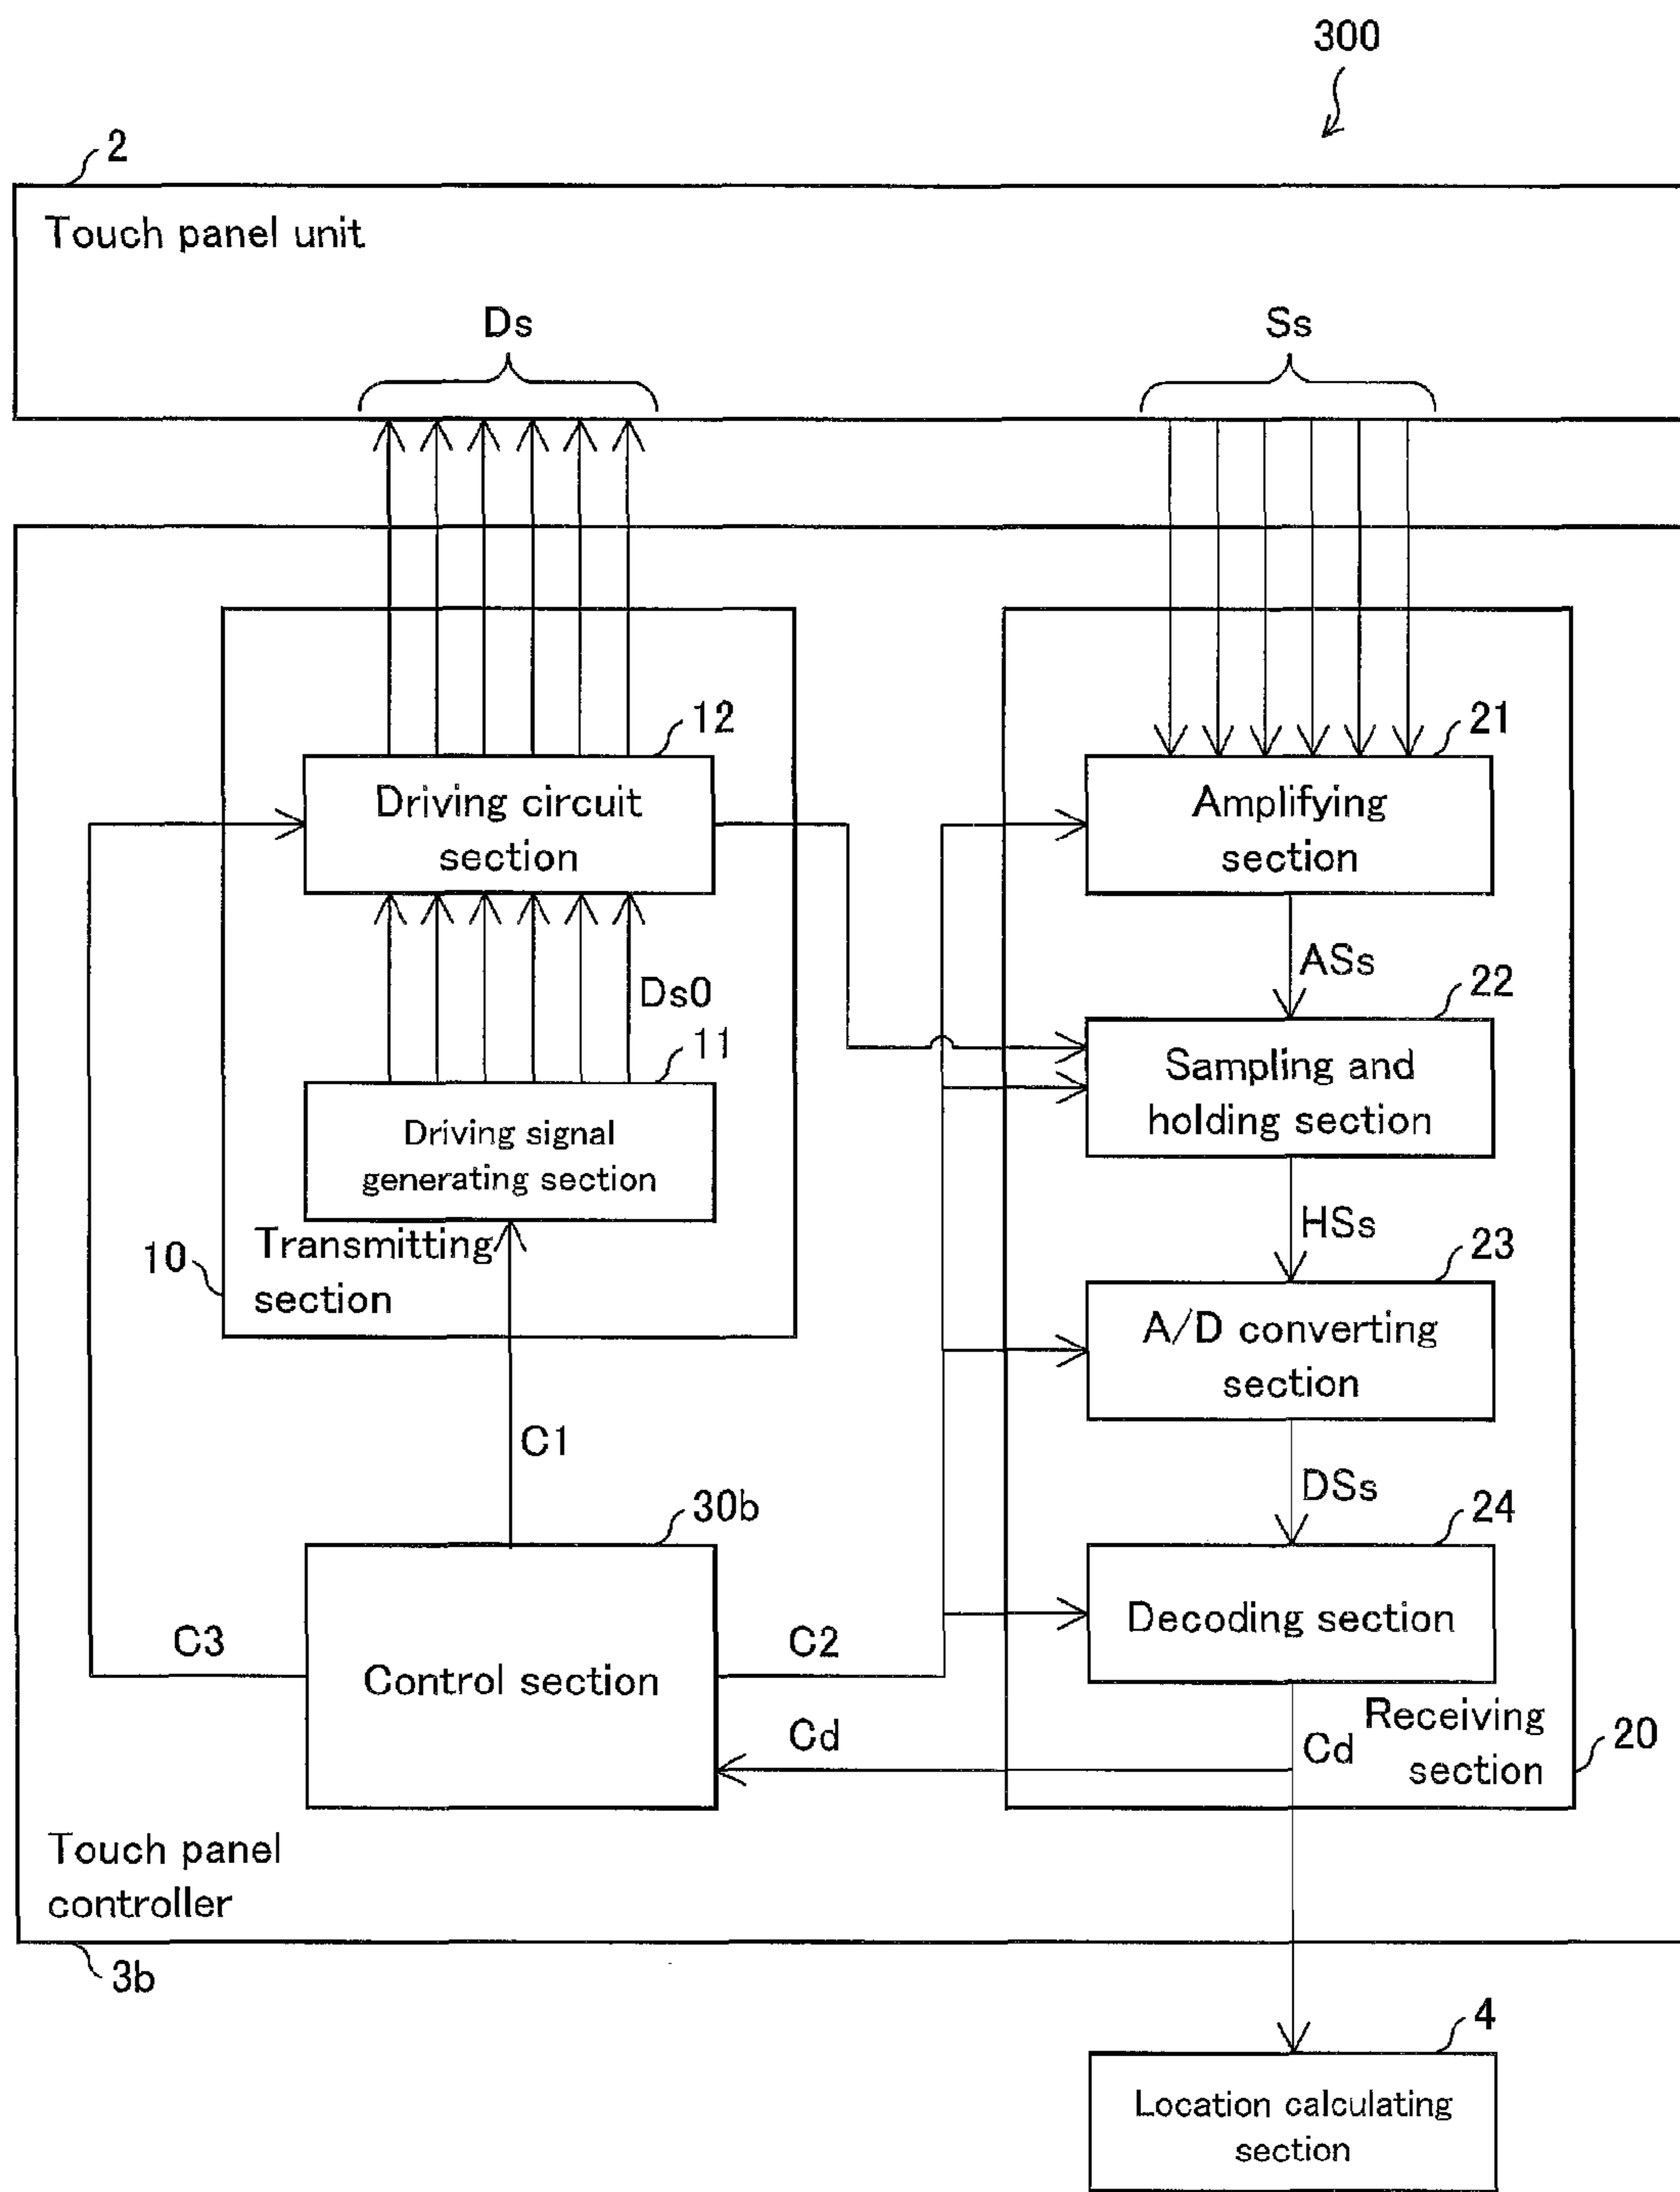 300
2
Touch panel unit
Ds
Ss
12
21
Driving circuit
section
Amplifying
section
ASs
Ds0
22
11
Sampling and
holding section
Driving signal
generating section
HSs
23
10
Transmitting
section
A/D converting
section
C1
DSs
30b
24
Decoding section
C3
C2
Control section
Cd
Cd
Receiving
section
20
Touch panel
controller
3b
4
Location calculating
section